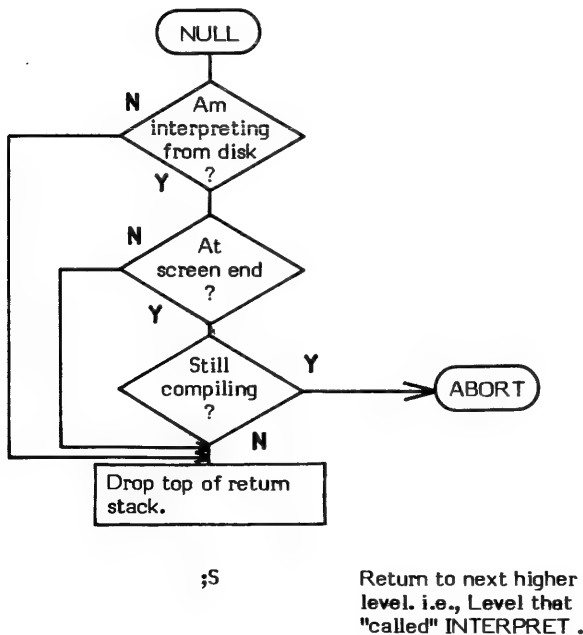 NULL
N
Am
interpreting
from disk
?
Y
N
At
screen end
?
Y
Still
compiling
?
Y
ABORT
N
Drop top of return
stack.
;S
Return to next higher
level. i.e., Level that
"called" INTERPRET .